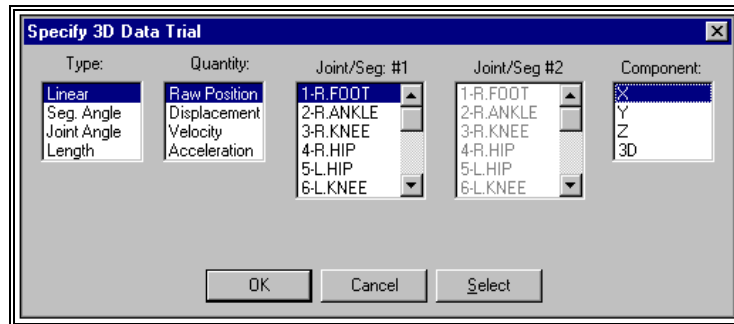 Specify 3D Data Trial
Type:
Linear
Seg. Angle
Joint Angle
Length
Quantity:
Raw Position
Displacement
Velocity
Acceleration
Joint/Seg: #1
1-R.FOOT
2-R.ANKLE
3-R.KNEE
4-R.HIP
5-L.HIP
6-L.KNEE
Joint/Seg #2
1-R.FOOT
2-R.ANKLE
3-R.KNEE
4-R.HIP
5-L.HIP
6-L.KNEE
Component:
X
Y
Z
3D
OK
Cancel
Select